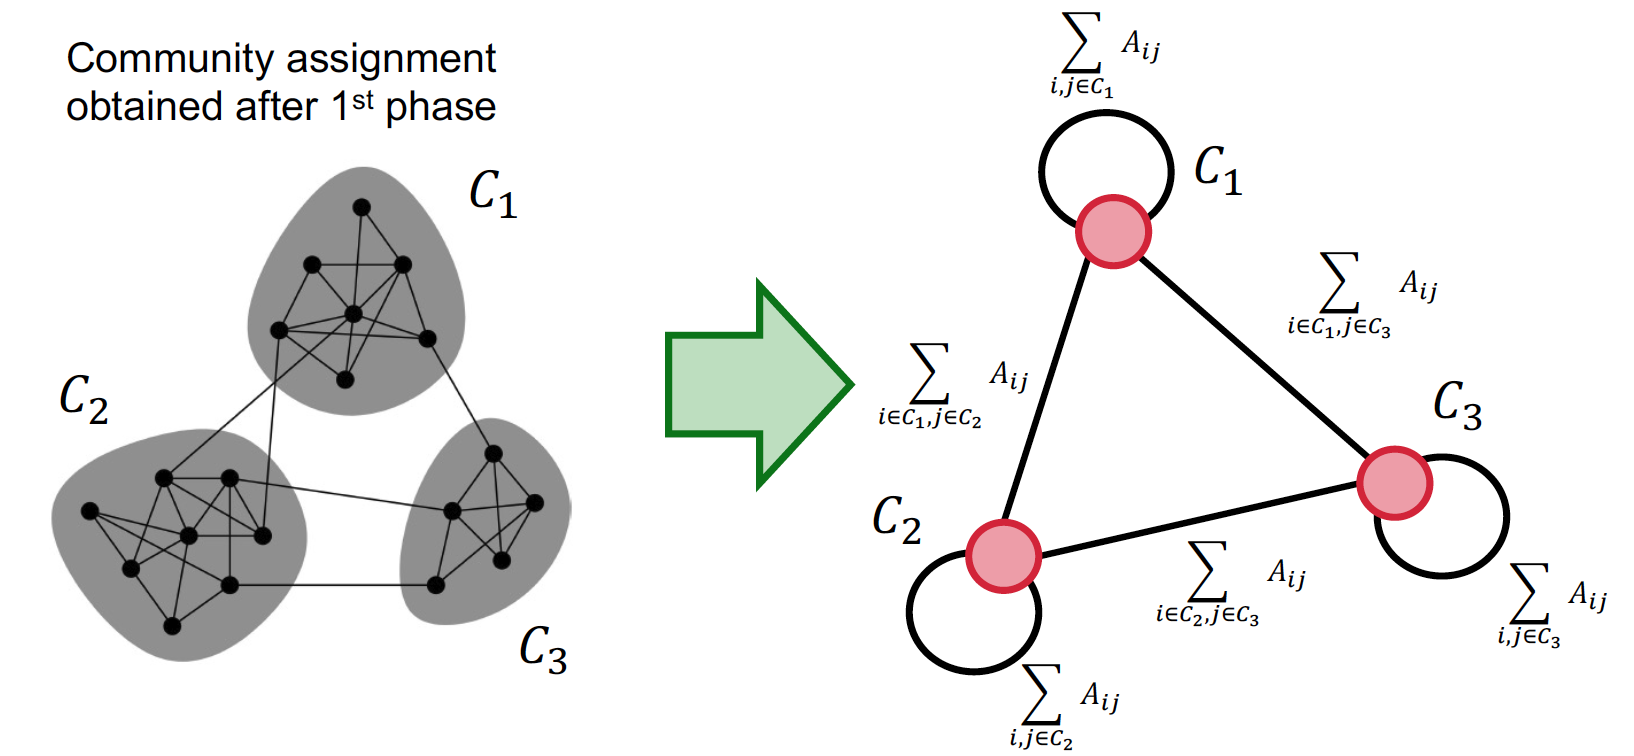 Community assignment
obtained after 1st phase
C₁
C₂
C₃
∑ Aᵢⱼ
i,j∈C₁
C₁
∑ Aᵢⱼ
i∈C₁,j∈C₃
∑ Aᵢⱼ
i∈C₁,j∈C₂
C₃
C₂
∑ Aᵢⱼ
i∈C₂,j∈C₃
∑ Aᵢⱼ
i,j∈C₃
∑ Aᵢⱼ
i,j∈C₂